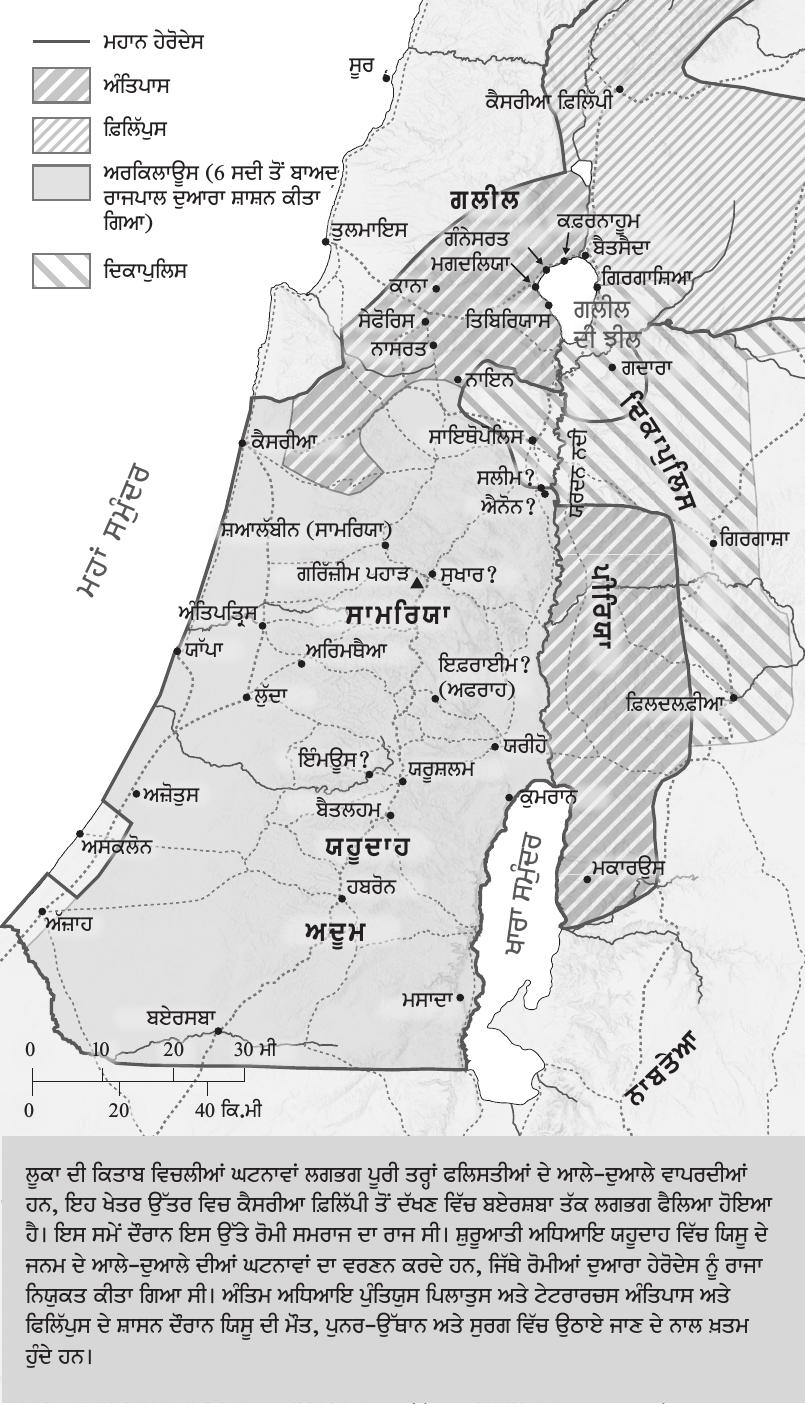 ਮਹਾਨ ਹੇਰੋਦੇਸ
ਅੰਤਿਪਾਸ
ਫ਼ਿਲਿੱਪੁਸ
ਅਰਕਿਲਾਊਸ (6 ਸਦੀ ਤੋਂ ਬਾਅਦ
ਰਾਜਪਾਲ ਦੁਆਰਾ ਸ਼ਾਸ਼ਨ ਕੀਤਾ
ਗਿਆ)
ਦਿਕਾਪੁਲਿਸ
ਸੂਰ
ਕੈਸਰੀਆ ਫ਼ਿਲਿੱਪੀ
ਗਲੀਲ
ਤੁਲਮਾਇਸ
ਕਫ਼ਰਨਾਹੂਮ
ਗੰਨੇਸਰਤ
ਬੈਤਸੈਦਾ
ਮਗਦਲਿਯਾ
ਕਾਨਾ
ਗਿਰਗਾਸ਼ਿਆ
ਗਲੀਲ
ਦੀ ਝੀਲ
ਸੇਫੋਰਿਸ
ਤਿਬਿਰਿਯਾਸ
ਨਾਸਰਤ
ਗਦਾਰਾ
ਨਾਇਨ
ਦਿਕਾਪੁਲਿਸ
ਕੈਸਰੀਆ
ਸਾਇਥੋਪੋਲਿਸ
ਯਰਦਨ ਨਦੀ
ਸਲੀਮ?
ਐਨੋਨ?
ਮਹਾਂ ਸਮੁੰਦਰ
ਸ਼ਆਲੱਬੀਨ (ਸਾਮਰਿਯਾ)
ਗਿਰਗਾਸ਼ਾ
ਗਰਿੱਜ਼ੀਮ ਪਹਾੜ
ਸੁਖਾਰ?
ਪੀਰਿਯਾ
ਸਾਮਰਿਯਾ
ਅੰਤਿਪਤ੍ਰਿਸ
ਯਾੱਪਾ
ਅਰਿਮਥੈਆ
ਇਫ਼ਰਾਈਮ?
(ਅਫਰਾਹ)
ਲੁੱਦਾ
ਫ਼ਿਲਦਲਫ਼ੀਆ
ਯਰੀਹੋ
ਇੰਮਊਸ?
ਯਰੂਸ਼ਲਮ
ਅਜ਼ੋਤੁਸ
ਕੁਮਰਾਨ
ਬੈਤਲਹਮ
ਅਸਕਲੋਨ
ਯਹੂਦਾਹ
ਮਕਾਰਊਸ
ਹਬਰੋਨ
ਖਾਰਾ ਸਮੁੰਦਰ
ਅੱਜ਼ਾਹ
ਅਦੂਮ
ਮਸਾਦਾ
ਬਏਰਸਬਾ
ਨਾਬਤੇਆ
0 10 20 30 ਮੀ
0 20 40 ਕਿ.ਮੀ
ਲੂਕਾ ਦੀ ਕਿਤਾਬ ਵਿਚਲੀਆਂ ਘਟਨਾਵਾਂ ਲਗਭਗ ਪੂਰੀ ਤਰ੍ਹਾਂ ਫਲਿਸਤੀਆਂ ਦੇ ਆਲੇ-ਦੁਆਲੇ ਵਾਪਰਦੀਆਂ
ਹਨ, ਇਹ ਖੇਤਰ ਉੱਤਰ ਵਿਚ ਕੈਸਰੀਆ ਫ਼ਿਲਿੱਪੀ ਤੋਂ ਦੱਖਣ ਵਿੱਚ ਬਏਰਸ਼ਬਾ ਤੱਕ ਲਗਭਗ ਫੈਲਿਆ ਹੋਇਆ
ਹੈ। ਇਸ ਸਮੇਂ ਦੌਰਾਨ ਇਸ ਉੱਤੇ ਰੋਮੀ ਸਮਰਾਜ ਦਾ ਰਾਜ ਸੀ। ਸ਼ੁਰੂਆਤੀ ਅਧਿਆਇ ਯਹੂਦਾਹ ਵਿੱਚ ਯਿਸੂ ਦੇ
ਜਨਮ ਦੇ ਆਲੇ-ਦੁਆਲੇ ਦੀਆਂ ਘਟਨਾਵਾਂ ਦਾ ਵਰਣਨ ਕਰਦੇ ਹਨ, ਜਿੱਥੇ ਰੋਮੀਆਂ ਦੁਆਰਾ ਹੇਰੋਦੇਸ ਨੂੰ ਰਾਜਾ
ਨਿਯੁਕਤ ਕੀਤਾ ਗਿਆ ਸੀ। ਅੰਤਿਮ ਅਧਿਆਇ ਪੁੰਤਿਯੁਸ ਪਿਲਾਤੁਸ ਅਤੇ ਟੇਟਰਾਰਚਸ ਅੰਤਿਪਾਸ ਅਤੇ
ਫਿਲਿੱਪੁਸ ਦੇ ਸ਼ਾਸਨ ਦੌਰਾਨ ਯਿਸੂ ਦੀ ਮੌਤ, ਪੁਨਰ-ਉੱਥਾਨ ਅਤੇ ਸੁਰਗ ਵਿੱਚ ਉਠਾਏ ਜਾਣ ਦੇ ਨਾਲ ਖ਼ਤਮ
ਹੁੰਦੇ ਹਨ।